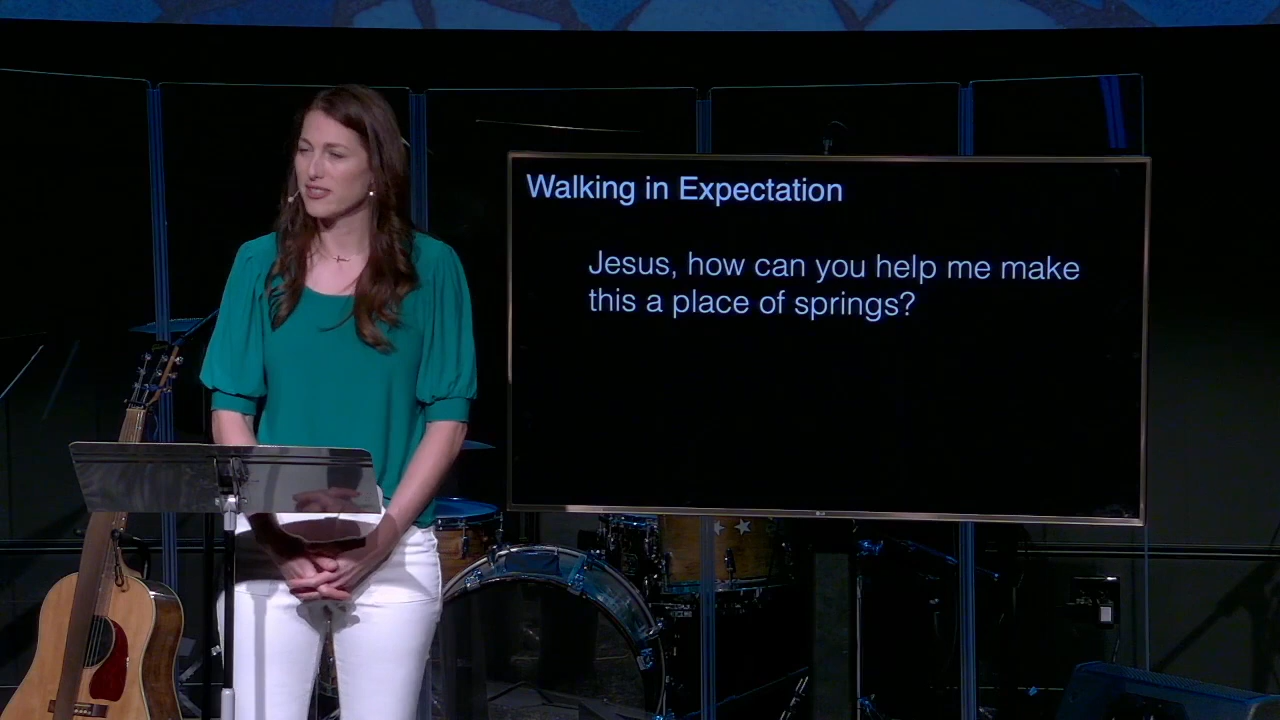 Walking in Expectation
Jesus, how can you help me make
this a place of springs?